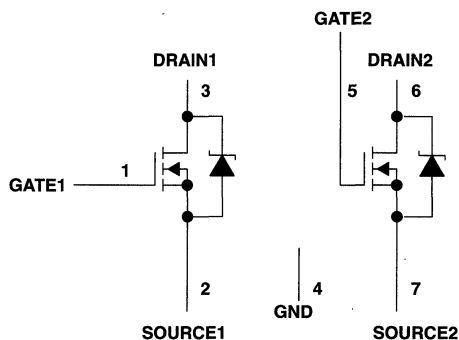 GATE2
DRAIN1
DRAIN2
3
5
6
1
GATE1
2
4
7
GND
SOURCE1
SOURCE2